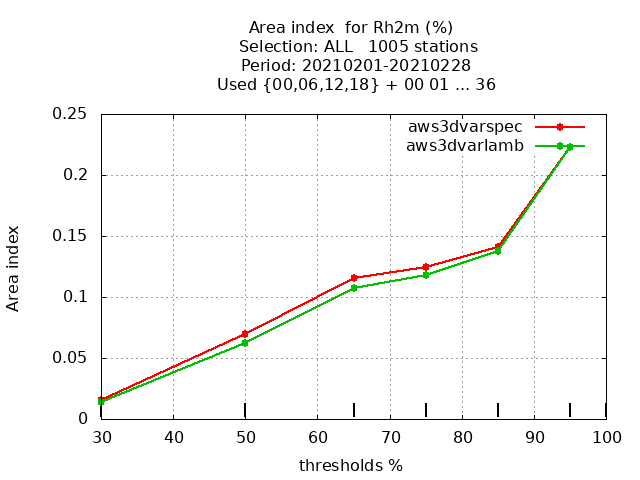 Area index  for Rh2m (%)
Selection: ALL   1005 stations
Period: 20210201-20210228
Used {00,06,12,18} + 00 01 ... 36
aws3dvarspec
aws3dvarlamb
0.25
0.2
0.15
0.1
0.05
0
Area index
30 40 50 60 70 80 90 100
thresholds %